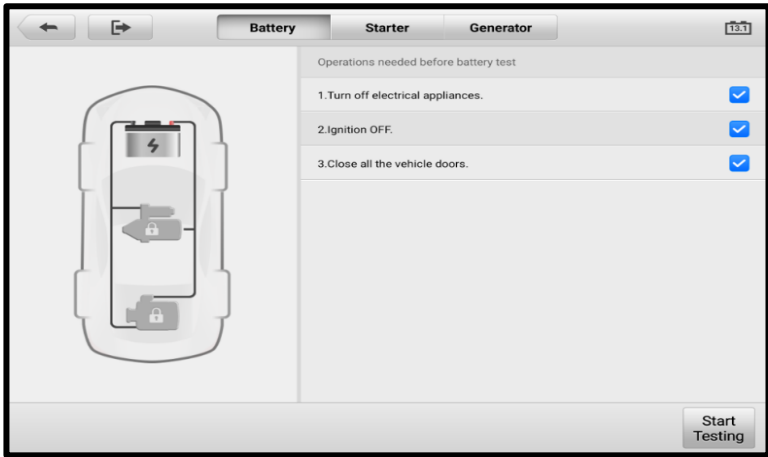 Battery
Starter
Generator
13.1
Operations needed before battery test
1.Turn off electrical appliances.
2.Ignition OFF.
3.Close all the vehicle doors.
Start
Testing